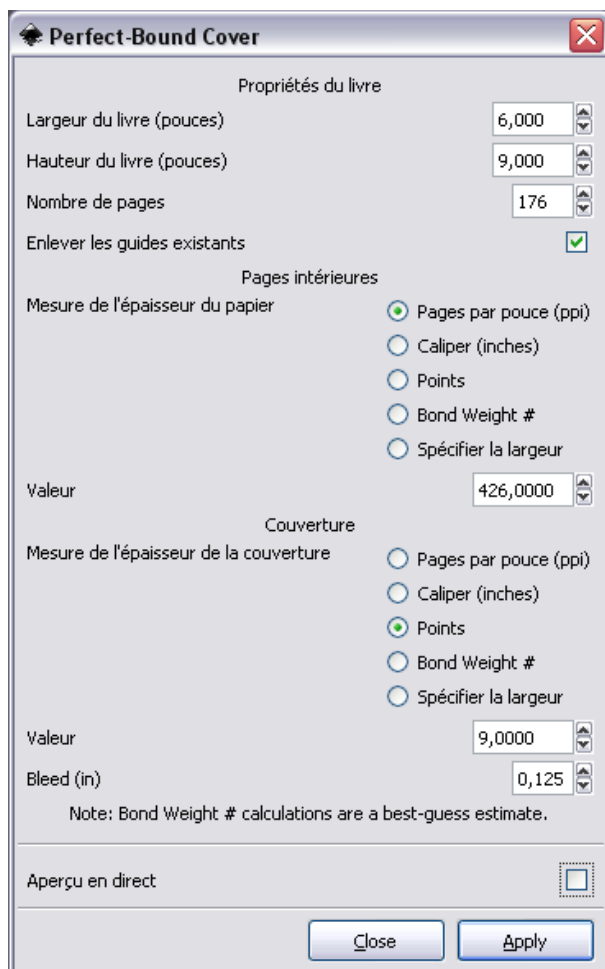 Perfect-Bound Cover
Propriétés du livre
Largeur du livre (pouces) 6,000
Hauteur du livre (pouces) 9,000
Nombre de pages 176
Enlever les guides existants
Pages intérieures
Mesure de l'épaisseur du papier Pages par pouce (ppi)
Caliper (inches)
Points
Bond Weight #
Spécifier la largeur
Valeur 426,0000
Couverture
Mesure de l'épaisseur de la couverture Pages par pouce (ppi)
Caliper (inches)
Points
Bond Weight #
Spécifier la largeur
Valeur 9,0000
Bleed (in) 0,125
Note: Bond Weight # calculations are a best-guess estimate.
Aperçu en direct
Close Apply